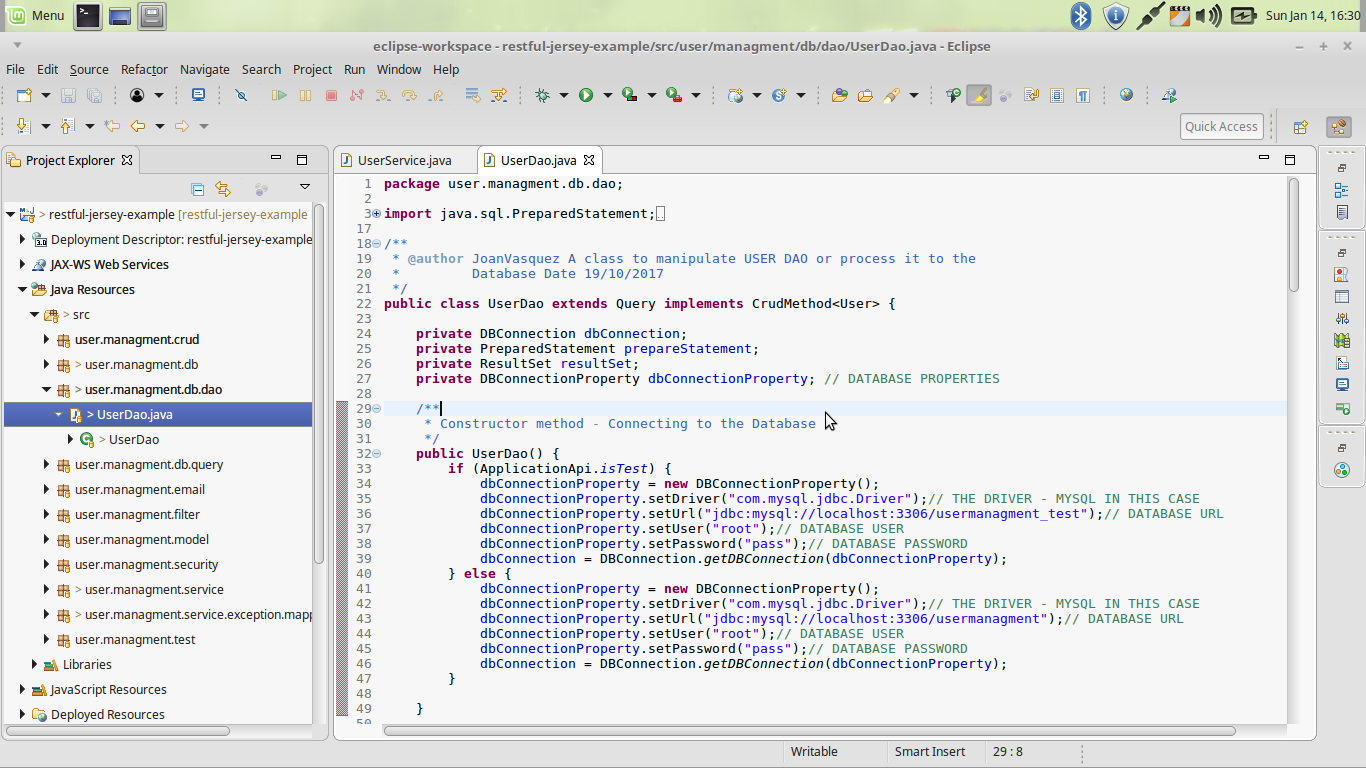 Menu
Sun Jan 14, 16:30
eclipse-workspace - restful-jersey-example/src/user/managment/db/dao/UserDao.java - Eclipse
File Edit Source Refactor Navigate Search Project Run Window Help
Quick Access
Project Explorer
> restful-jersey-example [restful-jersey-example
Deployment Descriptor: restful-jersey-example
JAX-WS Web Services
Java Resources
> src
user.managment.crud
> user.managment.db
> user.managment.db.dao
> UserDao.java
> UserDao
user.managment.db.query
user.managment.email
user.managment.filter
user.managment.model
user.managment.security
> user.managment.service
> user.managment.service.exception.mapp
user.managment.test
Libraries
JavaScript Resources
Deployed Resources
UserService.java UserDao.java
1 package user.managment.db.dao;
2
3 import java.sql.PreparedStatement;
17
18 /**
19 * @author JoanVasquez A class to manipulate USER DAO or process it to the
20 * Database Date 19/10/2017
21 */
22 public class UserDao extends Query implements CrudMethod<User> {
23
24 private DBConnection dbConnection;
25 private PreparedStatement prepareStatement;
26 private ResultSet resultSet;
27 private DBConnectionProperty dbConnectionProperty; // DATABASE PROPERTIES
28
29 /**
30 * Constructor method - Connecting to the Database
31 */
32 public UserDao() {
33 if (ApplicationApi.isTest) {
34 dbConnectionProperty = new DBConnectionProperty();
35 dbConnectionProperty.setDriver("com.mysql.jdbc.Driver");// THE DRIVER - MYSQL IN THIS CASE
36 dbConnectionProperty.setUrl("jdbc:mysql://localhost:3306/usermanagment_test");// DATABASE URL
37 dbConnectionProperty.setUser("root");// DATABASE USER
38 dbConnectionProperty.setPassword("pass");// DATABASE PASSWORD
39 dbConnection = DBConnection.getDBConnection(dbConnectionProperty);
40 } else {
41 dbConnectionProperty = new DBConnectionProperty();
42 dbConnectionProperty.setDriver("com.mysql.jdbc.Driver");// THE DRIVER - MYSQL IN THIS CASE
43 dbConnectionProperty.setUrl("jdbc:mysql://localhost:3306/usermanagment");// DATABASE URL
44 dbConnectionProperty.setUser("root");// DATABASE USER
45 dbConnectionProperty.setPassword("pass");// DATABASE PASSWORD
46 dbConnection = DBConnection.getDBConnection(dbConnectionProperty);
47 }
48
49 }
50
Writable Smart Insert 29 : 8